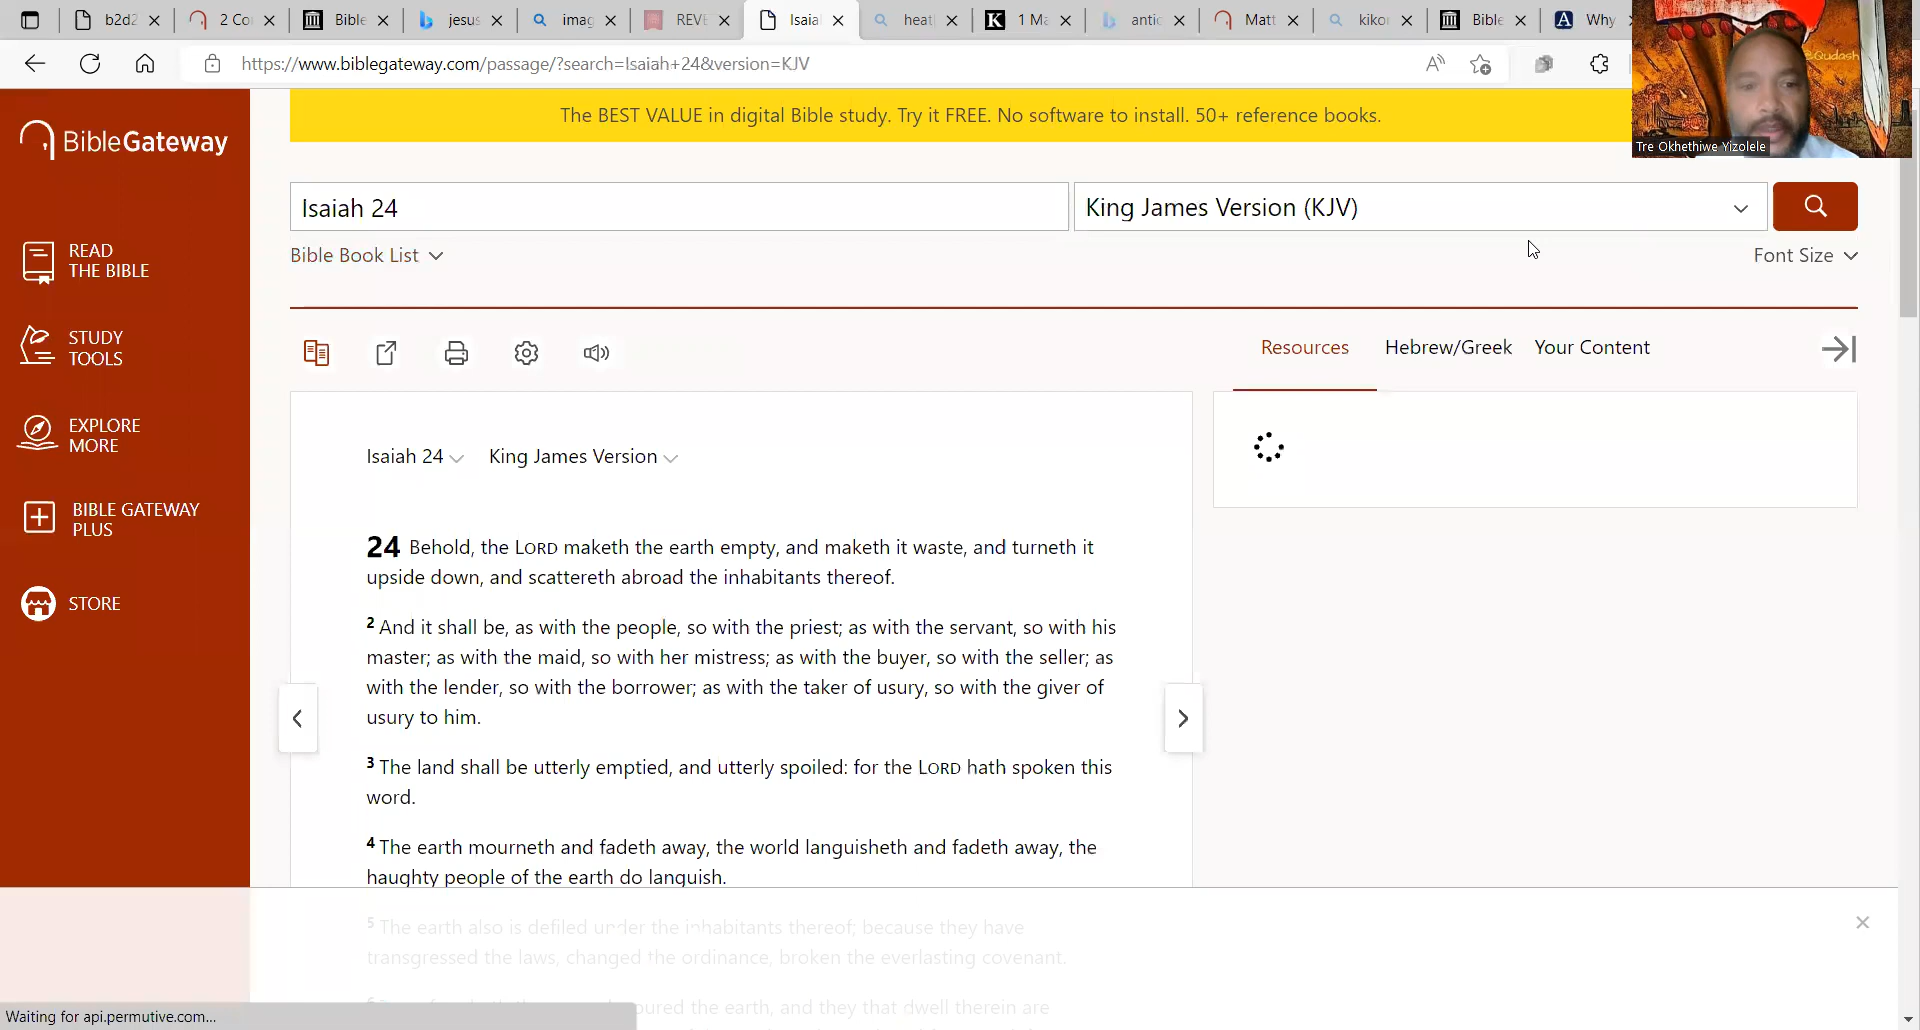 b2d2
2 Co
Bible
jesus
imag
REVE
Isaia
heat
1 Ma
antic
Matt
kiko
Bible
Why
https://www.biblegateway.com/passage/?search=Isaiah+24&version=KJV
Qudash
Tre Okhethiwe Yizolele
BibleGateway
The BEST VALUE in digital Bible study. Try it FREE. No software to install. 50+ reference books.
Isaiah 24
King James Version (KJV)
Bible Book List
Font Size
READ
THE BIBLE
STUDY
TOOLS
EXPLORE
MORE
BIBLE GATEWAY
PLUS
STORE
Resources
Hebrew/Greek
Your Content
Isaiah 24
King James Version
24 Behold, the LORD maketh the earth empty, and maketh it waste, and turneth it
upside down, and scattereth abroad the inhabitants thereof.
2 And it shall be, as with the people, so with the priest; as with the servant, so with his
master; as with the maid, so with her mistress; as with the buyer, so with the seller; as
with the lender, so with the borrower; as with the taker of usury, so with the giver of
usury to him.
3 The land shall be utterly emptied, and utterly spoiled: for the LORD hath spoken this
word.
4 The earth mourneth and fadeth away, the world languisheth and fadeth away, the
haughty people of the earth do languish.
5 The earth also is defiled under the inhabitants thereof; because they have
transgressed the laws, changed the ordinance, broken the everlasting covenant.
the earth, and they that dwell therein are
Waiting for api.permutive.com...